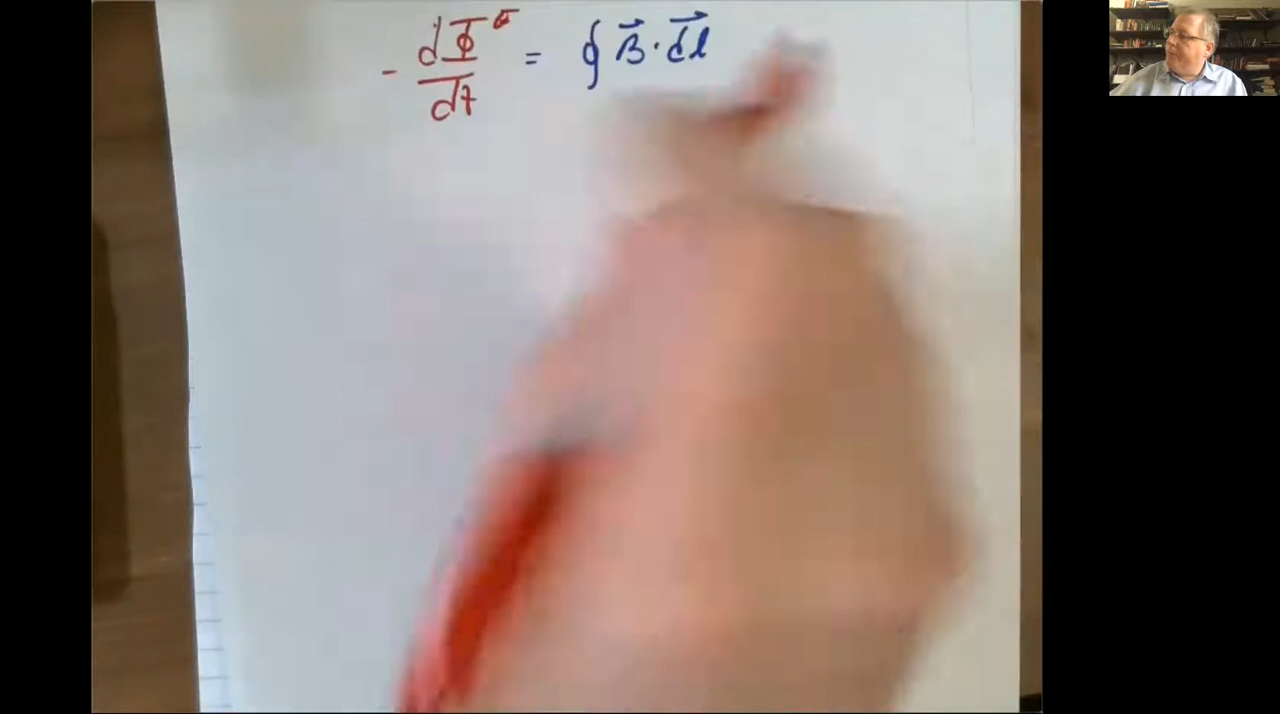 - dΦ^E/dt = ∮ B⃗ · dl⃗